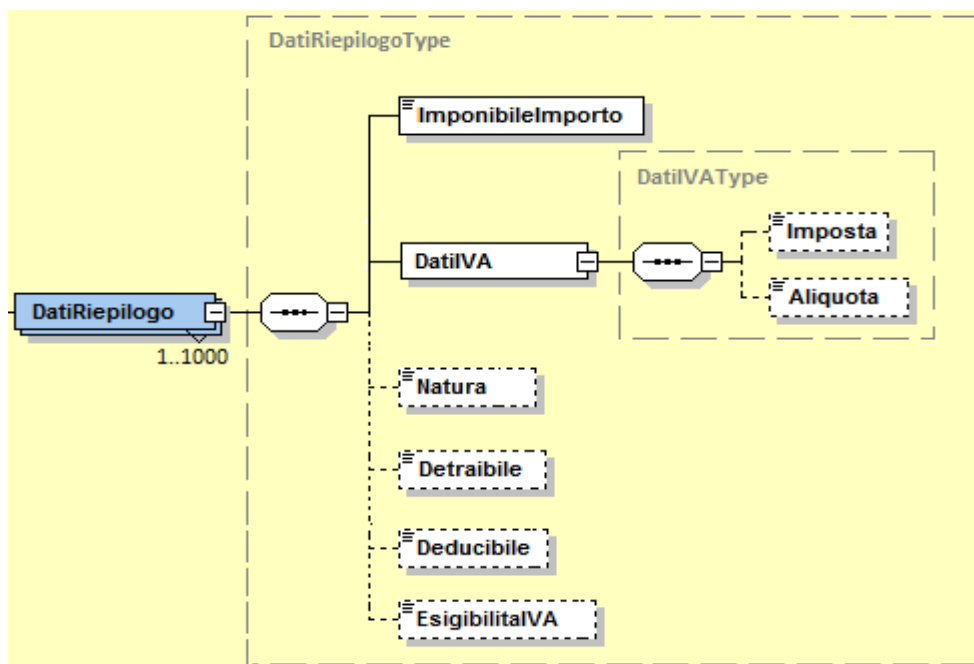 DatiRiepilogoType
ImponibileImporto
DatiIVAType
Imposta
DatiIVA
Aliquota
DatiRiepilogo
1..1000
Natura
Detraibile
Deducibile
EsigibilitaIVA